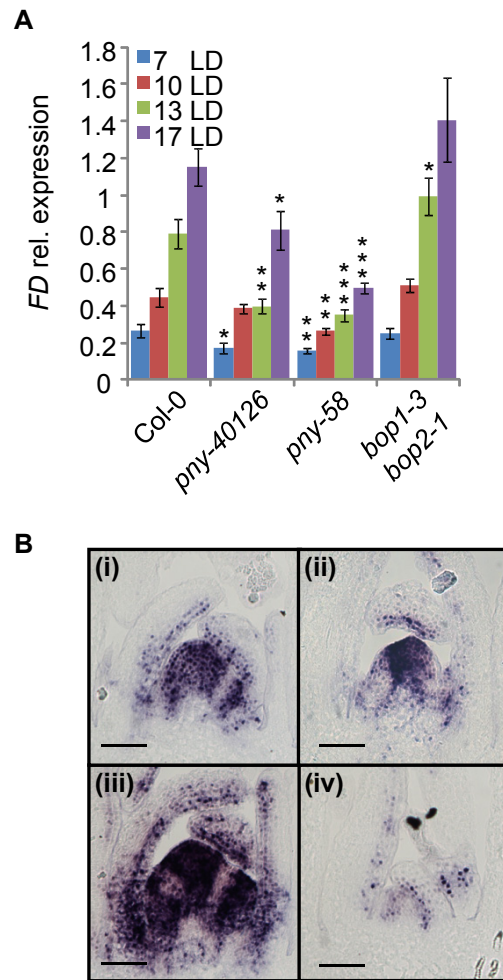 A
FD rel. expression
1.8
1.6
1.4
1.2
1
0.8
0.6
0.4
0.2
0
7 LD
10 LD
13 LD
17 LD
*
**
*
**
**
***
***
*
Col-0
pny-40126
pny-58
bop1-3
bop2-1
B
(i)
(ii)
(iii)
(iv)